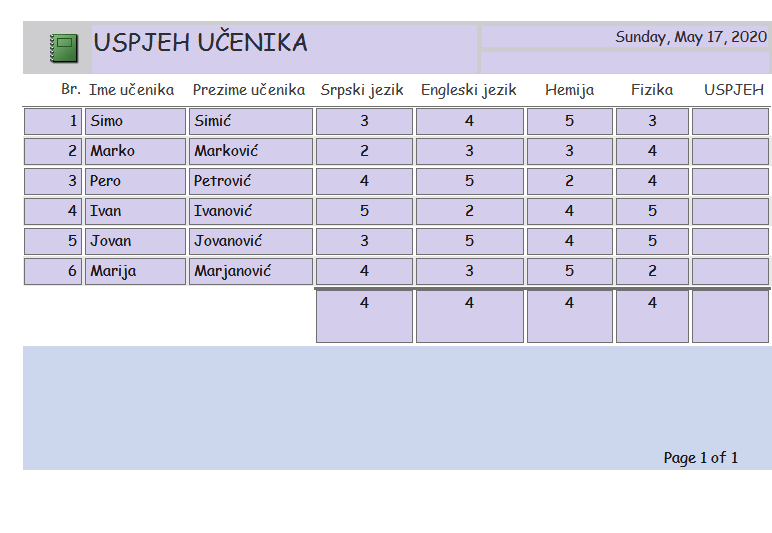 USPJEH UČENIKA
Sunday, May 17, 2020
Br. Ime učenika Prezime učenika Srpski jezik Engleski jezik Hemija Fizika USPJEH
1 Simo Simić 3 4 5 3
2 Marko Marković 2 3 3 4
3 Pero Petrović 4 5 2 4
4 Ivan Ivanović 5 2 4 5
5 Jovan Jovanović 3 5 4 5
6 Marija Marjanović 4 3 5 2
4 4 4 4
Page 1 of 1